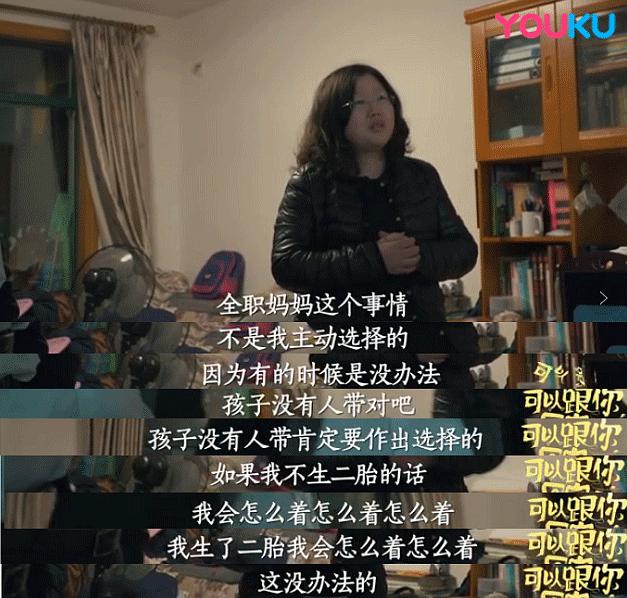 YOUKU
全职妈妈这个事情
不是我主动选择的
因为有的时候是没办法
孩子没有人带对吧
可以跟你
孩子没有人带肯定要作出选择的
可以跟你
如果我不生二胎的话
可以跟你
我会怎么着怎么着怎么着
可以跟你
我生了二胎我会怎么着怎么着
可以跟你
这没办法的
可以跟你